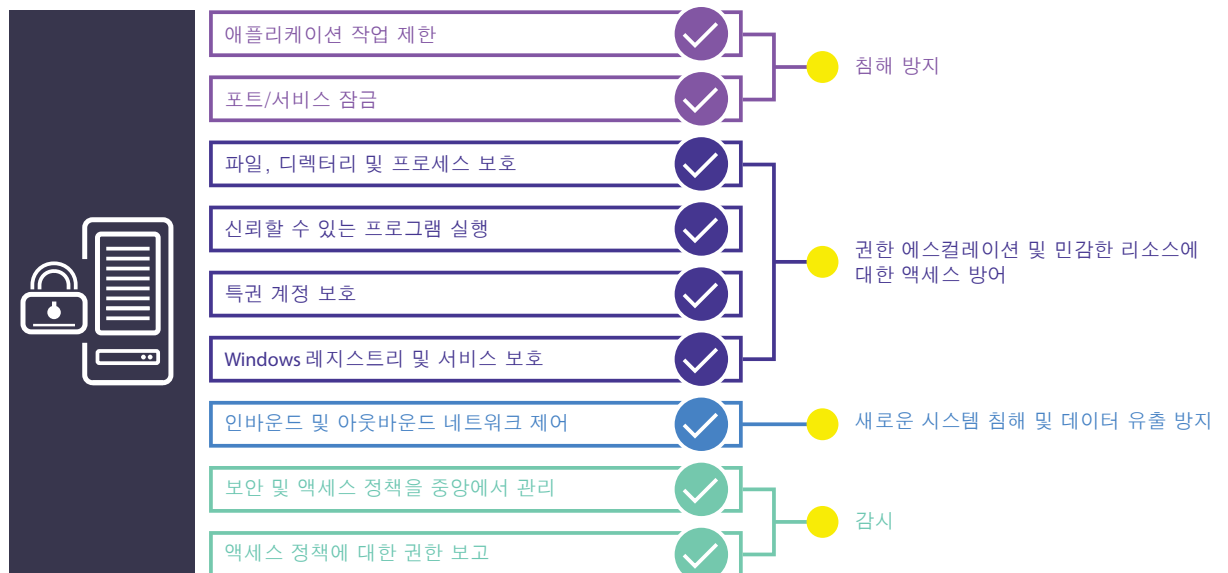 애플리케이션 작업 제한
포트/서비스 잠금
침해 방지
파일, 디렉터리 및 프로세스 보호
신뢰할 수 있는 프로그램 실행
특권 계정 보호
Windows 레지스트리 및 서비스 보호
권한 에스컬레이션 및 민감한 리소스에
대한 액세스 방어
인바운드 및 아웃바운드 네트워크 제어
새로운 시스템 침해 및 데이터 유출 방지
보안 및 액세스 정책을 중앙에서 관리
액세스 정책에 대한 권한 보고
감시